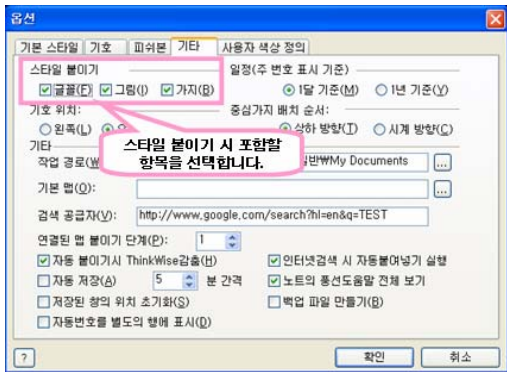 옵션
기본 스타일 기호 피쉬본 기타 사용자 색상 정의
스타일 붙이기 일정(주 번호 표시 기준)
글꼴(F) 그림(I) 가지(B) 1달 기준(M) 1년 기준(Y)
기호 위치: 중심가지 배치 순서:
왼쪽(L) 상하 방향(T) 시계 방향(C)
스타일 붙이기 시 포함할
항목을 선택합니다.
기타
작업 경로(W 일반₩My Documents ...
기본 맵(O): ...
검색 공급자(V): http://www.google.com/search?hl=en&q=TEST
연결된 맵 붙이기 단계(P): 1
자동 붙이기시 ThinkWise감춤(H) 인터넷검색 시 자동붙여넣기 실행
자동 저장(A) 5 분 간격 노트의 풍선도움말 전체 보기
저장된 창의 위치 초기화(S) 백업 파일 만들기(B)
자동번호를 별도의 행에 표시(D)
? 확인 취소